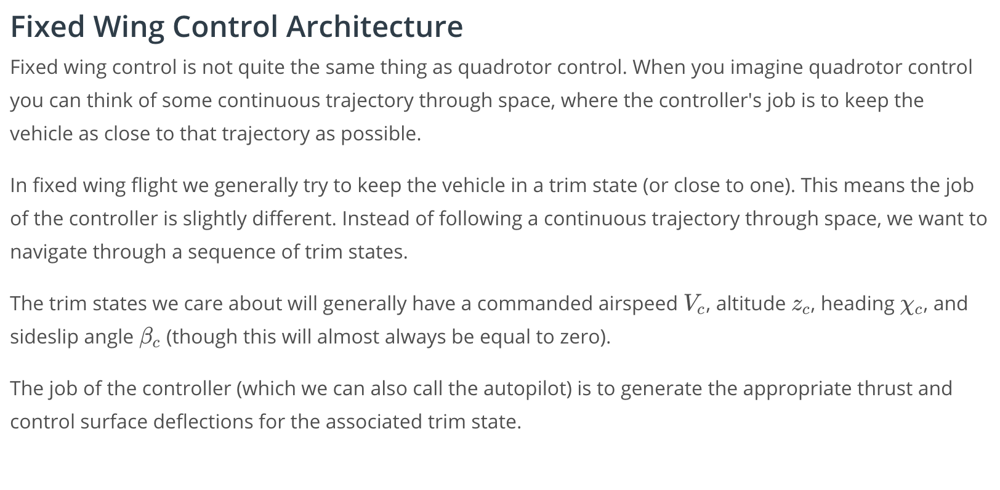 Fixed Wing Control Architecture
Fixed wing control is not quite the same thing as quadrotor control. When you imagine quadrotor control
you can think of some continuous trajectory through space, where the controller's job is to keep the
vehicle as close to that trajectory as possible.
In fixed wing flight we generally try to keep the vehicle in a trim state (or close to one). This means the job
of the controller is slightly different. Instead of following a continuous trajectory through space, we want to
navigate through a sequence of trim states.
The trim states we care about will generally have a commanded airspeed $V_c$, altitude $z_c$, heading $\chi_c$, and
sideslip angle $\beta_c$ (though this will almost always be equal to zero).
The job of the controller (which we can also call the autopilot) is to generate the appropriate thrust and
control surface deflections for the associated trim state.